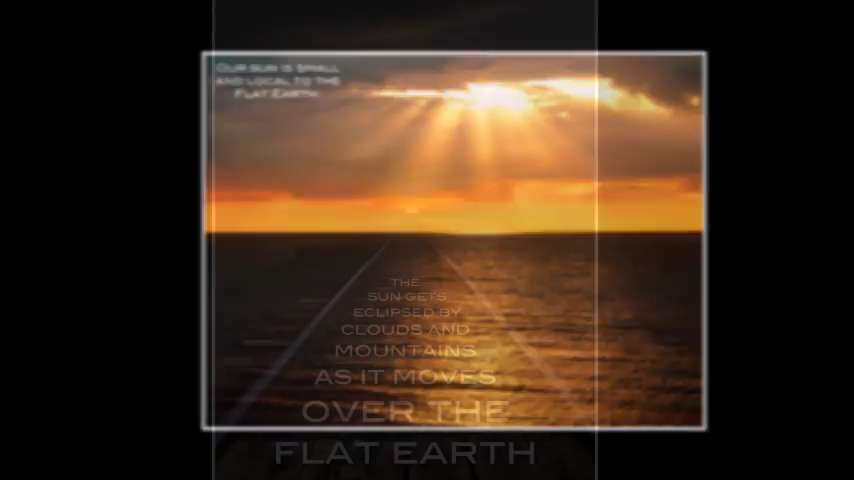 OUR SUN IS SMALL
AND LOCAL TO THE
FLAT EARTH.
THE
SUN GETS
ECLIPSED BY
CLOUDS AND
MOUNTAINS
AS IT MOVES
OVER THE
FLAT EARTH